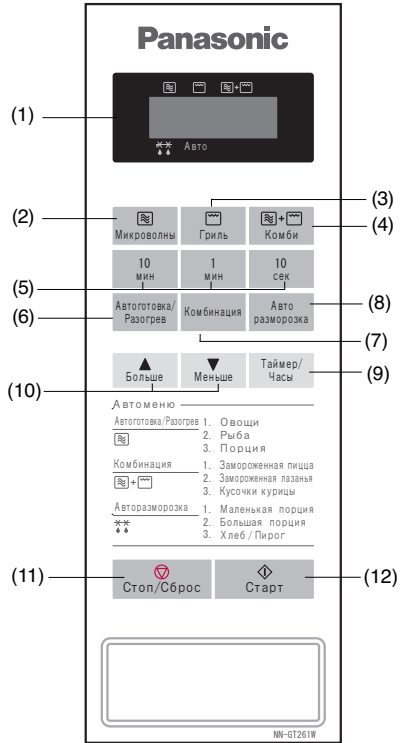 Panasonic
(1)
Авто
(3)
(2)
(4)
Микроволны Гриль Комби
10 мин 1 мин 10 сек
(5)
(8)
(6)
Автоготовка/Разогрев Комбинация Авто разморозка
(7)
Больше Меньше Таймер/Часы
(9)
(10)
Автоменю
Автоготовка/Разогрев 1. Овощи
2. Рыба
3. Порция
Комбинация 1. Замороженная пицца
2. Замороженная лазанья
3. Кусочки курицы
Авторазморозка 1. Маленькая порция
2. Большая порция
3. Хлеб/Пирог
(11)
(12)
Стоп/Сброс Старт
NN-GT261W